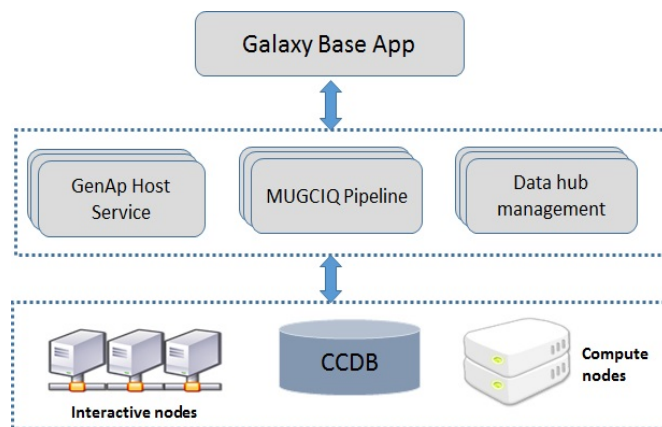 Galaxy Base App
GenAp Host
Service
MUGCIQ Pipeline
Data hub
management
Interactive nodes
CCDB
Compute
nodes